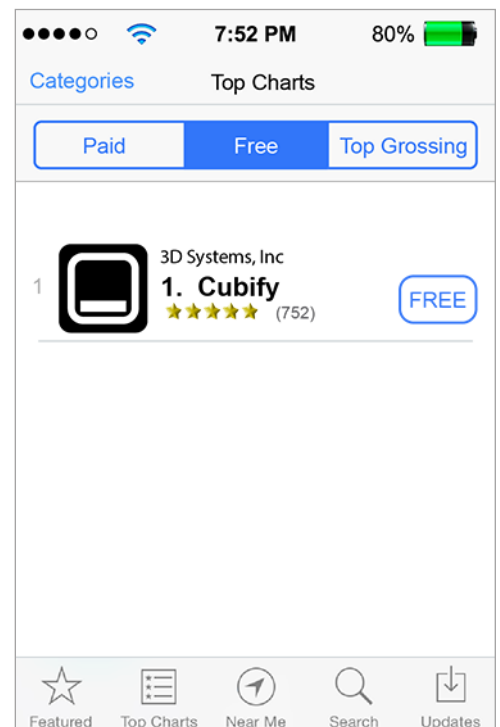 7:52 PM 80%
Categories Top Charts
Paid Free Top Grossing
3D Systems, Inc
1 1. Cubify
(752)
FREE
Featured Top Charts Near Me Search Updates